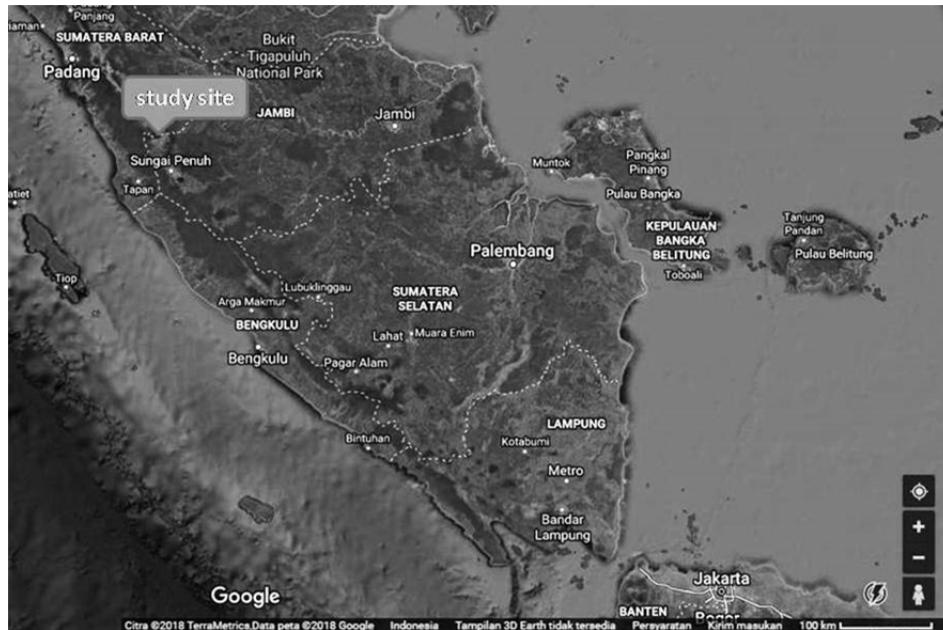 Padang
Panjang
SUMATERA BARAT
Padang
Bukit
Tigapuluh
National Park
study site
JAMBI
Jambi
Sungai Penuh
Tapan
Muntok
Pangkal
Pinang
Pulau Bangka
KEPULAUAN
BANGKA
BELITUNG
Toboali
Tanjung
Pandan
Pulau Belitung
Palembang
Tiop
Lubuklinggau
SUMATERA
SELATAN
Arga Makmur
BENGKULU
Bengkulu
Lahat
Muara Enim
Pagar Alam
Bintuhan
LAMPUNG
Kotabumi
Metro
Bandar
Lampung
Jakarta
BANTEN
Bogor
Google
Citra ©2018 TerraMetrics,Data peta ©2018 Google Indonesia Tampilan 3D Earth tidak tersedia Persyaratan Kirim masukan 100 km